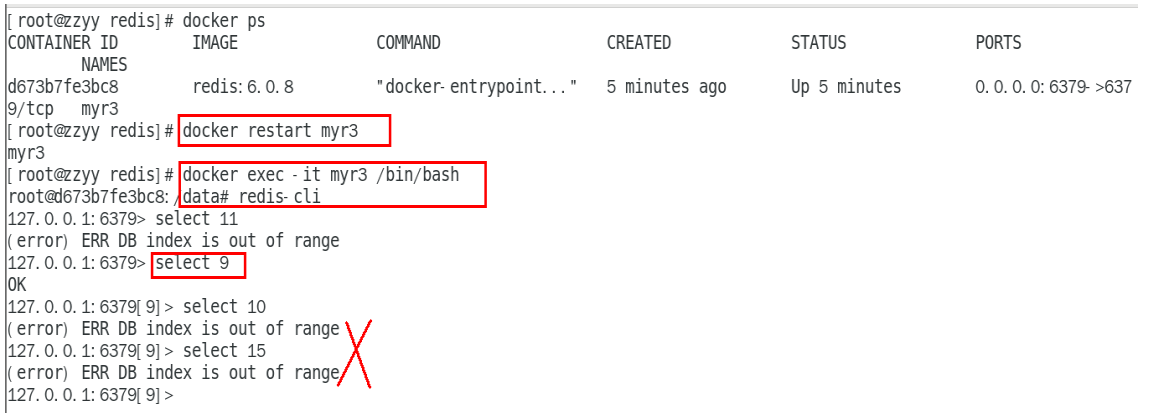 [root@zzyy redis]# docker ps
CONTAINER ID        IMAGE               COMMAND                  CREATED             STATUS              PORTS
        NAMES
d673b7fe3bc8        redis:6.0.8         "docker-entrypoint..."   5 minutes ago       Up 5 minutes        0.0.0.0:6379->637
9/tcp   myr3
[root@zzyy redis]# docker restart myr3
myr3
[root@zzyy redis]# docker exec -it myr3 /bin/bash
root@d673b7fe3bc8:/data# redis-cli
127.0.0.1:6379> select 11
(error) ERR DB index is out of range
127.0.0.1:6379> select 9
OK
127.0.0.1:6379[9]> select 10
(error) ERR DB index is out of range
127.0.0.1:6379[9]> select 15
(error) ERR DB index is out of range
127.0.0.1:6379[9]>